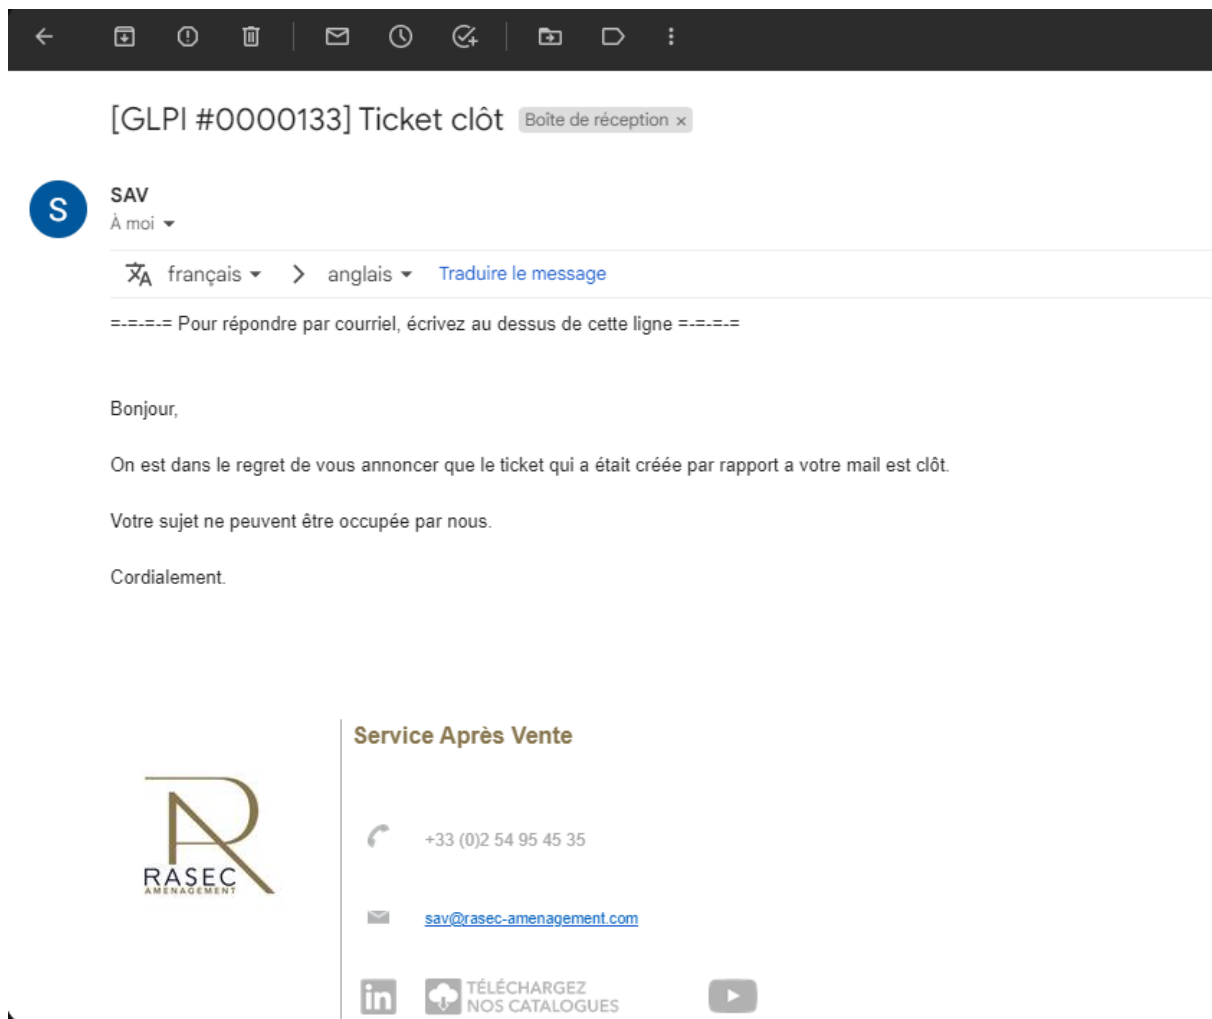 [GLPI #0000133] Ticket clôt Boîte de réception ×
S
SAV
À moi
français > anglais Traduire le message
=-=-=-= Pour répondre par courriel, écrivez au dessus de cette ligne =-=-=-=
Bonjour,
On est dans le regret de vous annoncer que le ticket qui a était créée par rapport a votre mail est clôt.
Votre sujet ne peuvent être occupée par nous.
Cordialement.
RASEC
AMENAGEMENT
Service Après Vente
+33 (0)2 54 95 45 35
sav@rasec-amenagement.com
in
TÉLÉCHARGEZ
NOS CATALOGUES